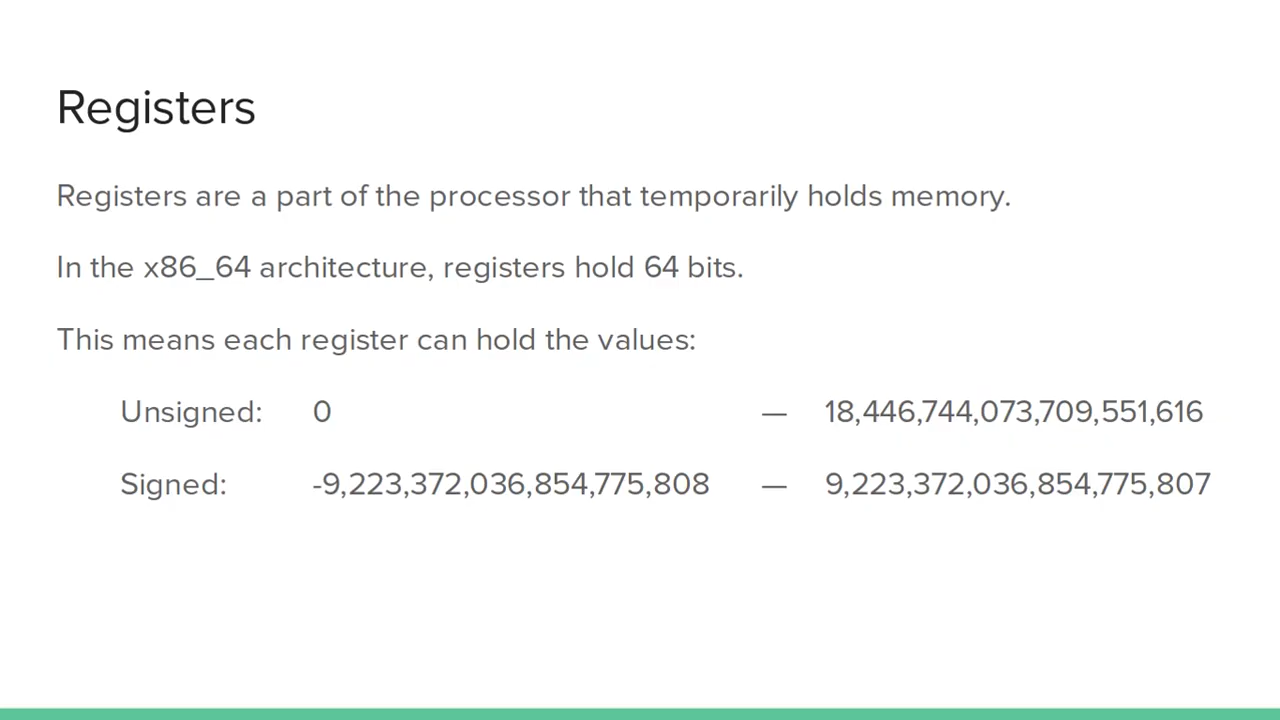 Registers
Registers are a part of the processor that temporarily holds memory.
In the x86_64 architecture, registers hold 64 bits.
This means each register can hold the values:
Unsigned: 0 — 18,446,744,073,709,551,616
Signed: -9,223,372,036,854,775,808 — 9,223,372,036,854,775,807